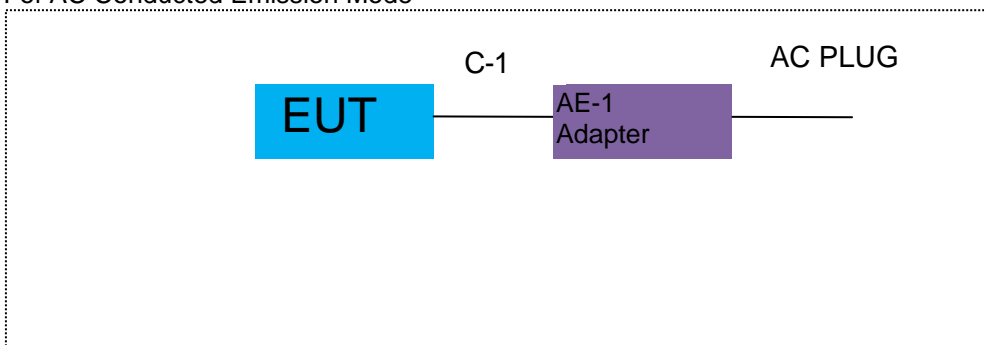 For AC Conducted Emission Mode
C-1
AC PLUG
EUT
AE-1
Adapter